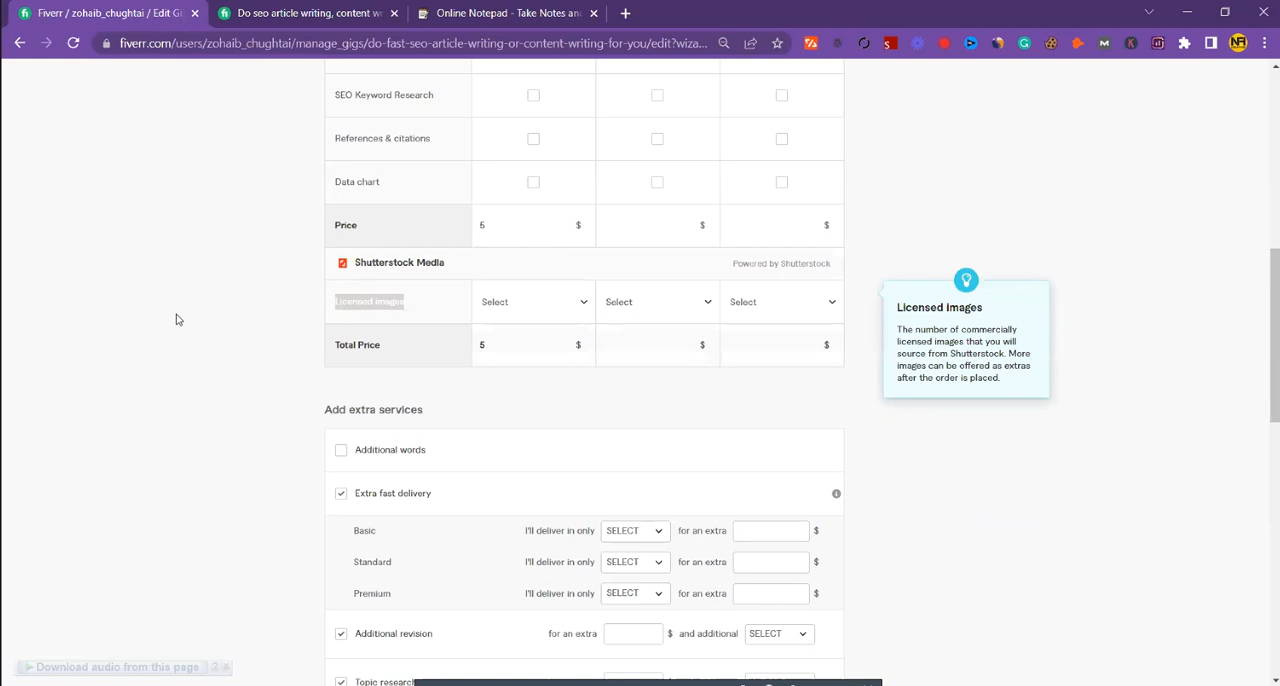 Fiverr / zohaib_chughtai / Edit Gi
Do seo article writing, content wr
Online Notepad - Take Notes an
fiverr.com/users/zohaib_chughtai/manage_gigs/do-fast-seo-article-writing-or-content-writing-for-you/edit?wiza...
SEO Keyword Research
References & citations
Data chart
Price 5 $ $ $
Shutterstock Media Powered by Shutterstock
Licensed images Select Select Select
Total Price 5 $ $ $
Licensed images
The number of commercially
licensed images that you will
source from Shutterstock. More
images can be offered as extras
after the order is placed.
Add extra services
Additional words
Extra fast delivery
Basic I'll deliver in only SELECT for an extra $
Standard I'll deliver in only SELECT for an extra $
Premium I'll deliver in only SELECT for an extra $
Additional revision for an extra $ and additional SELECT
Download audio from this page ?
Topic research